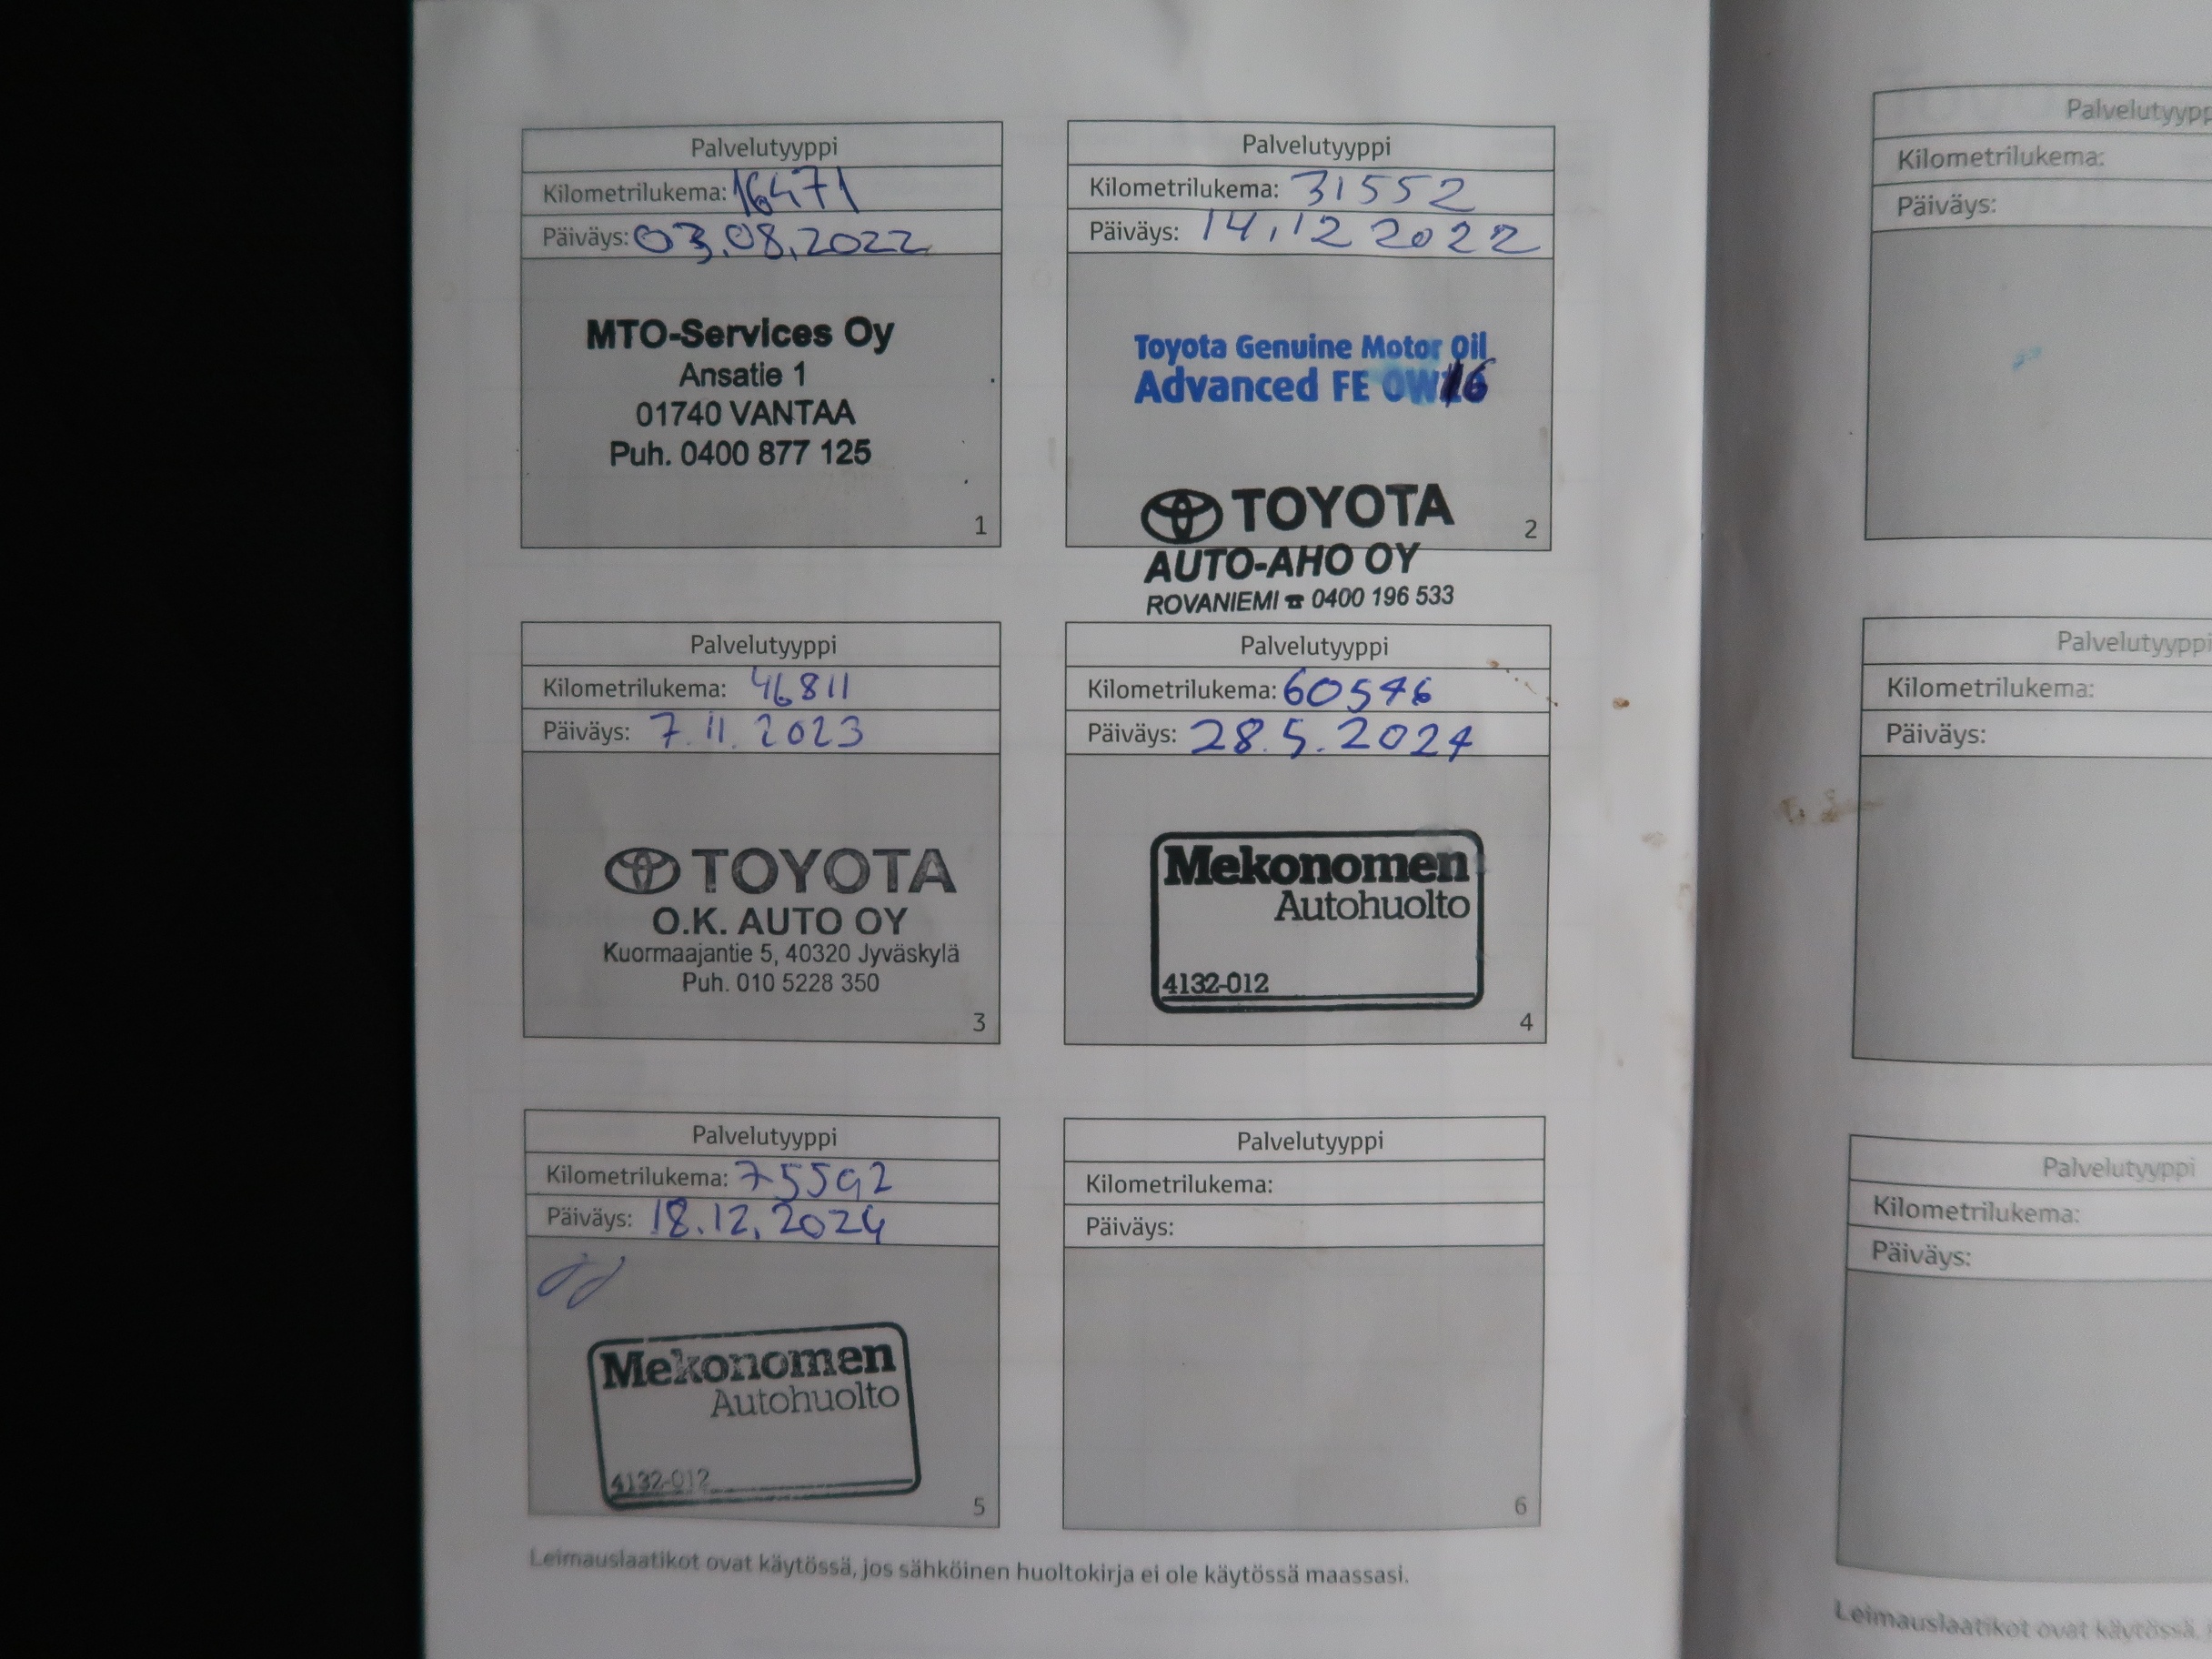 Palvelutyyppi
Kilometrilukema: 16471
Päiväys: 03.08.2022
MTO-Services Oy
Ansatie 1
01740 VANTAA
Puh. 0400 877 125
1
Palvelutyyppi
Kilometrilukema: 31552
Päiväys: 14.12 2022
Toyota Genuine Motor Oil
Advanced FE 0W16
2
TOYOTA
AUTO-AHO OY
ROVANIEMI ☎ 0400 196 533
Palvelutyyppi
Kilometrilukema: 46811
Päiväys: 7.11.2023
TOYOTA
O.K. AUTO OY
Kuormaajantie 5, 40320 Jyväskylä
Puh. 010 5228 350
3
Palvelutyyppi
Kilometrilukema: 60546
Päiväys: 28.5.2024
Mekonomen
Autohuolto
4132-012
4
Palvelutyyppi
Kilometrilukema: 75592
Päiväys: 18.12.2024
Mekonomen
Autohuolto
4132-012
5
Palvelutyyppi
Kilometrilukema:
Päiväys:
6
Leimauslaatikot ovat käytössä, jos sähköinen huoltokirja ei ole käytössä maassasi.
Palvelutyypp
Kilometrilukema:
Päiväys:
Palvelutyyppi
Kilometrilukema:
Päiväys:
Palvelutyyppi
Kilometrilukema:
Päiväys:
Leimauslaatikot ovat käytössä,